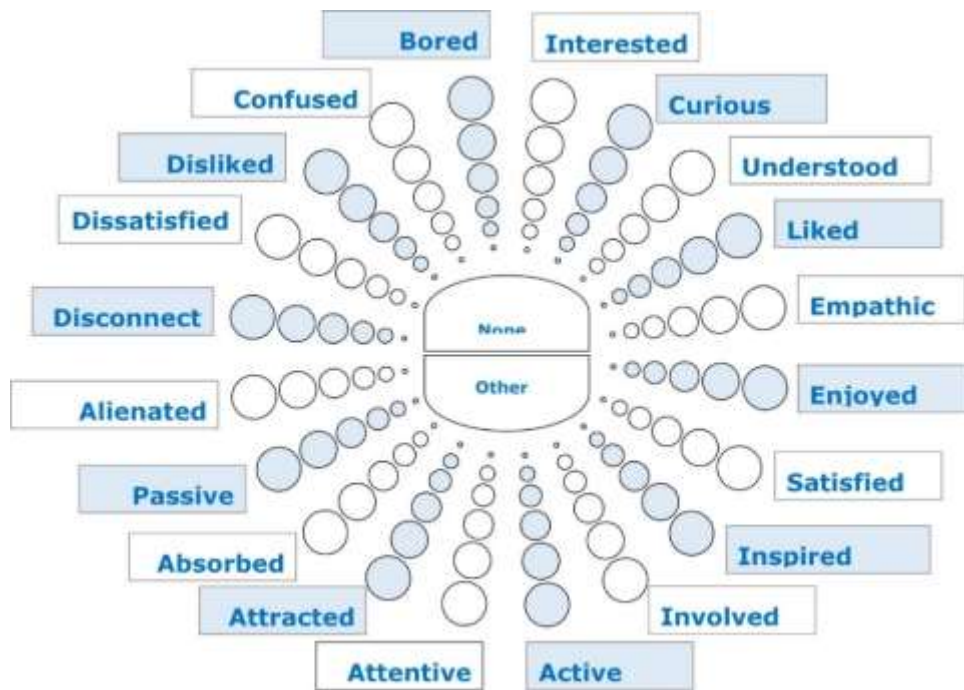 Bored
Interested
Confused
Curious
Disliked
Understood
Dissatisfied
Liked
Disconnect
Empathic
None
Other
Alienated
Enjoyed
Passive
Satisfied
Absorbed
Inspired
Attracted
Involved
Attentive
Active